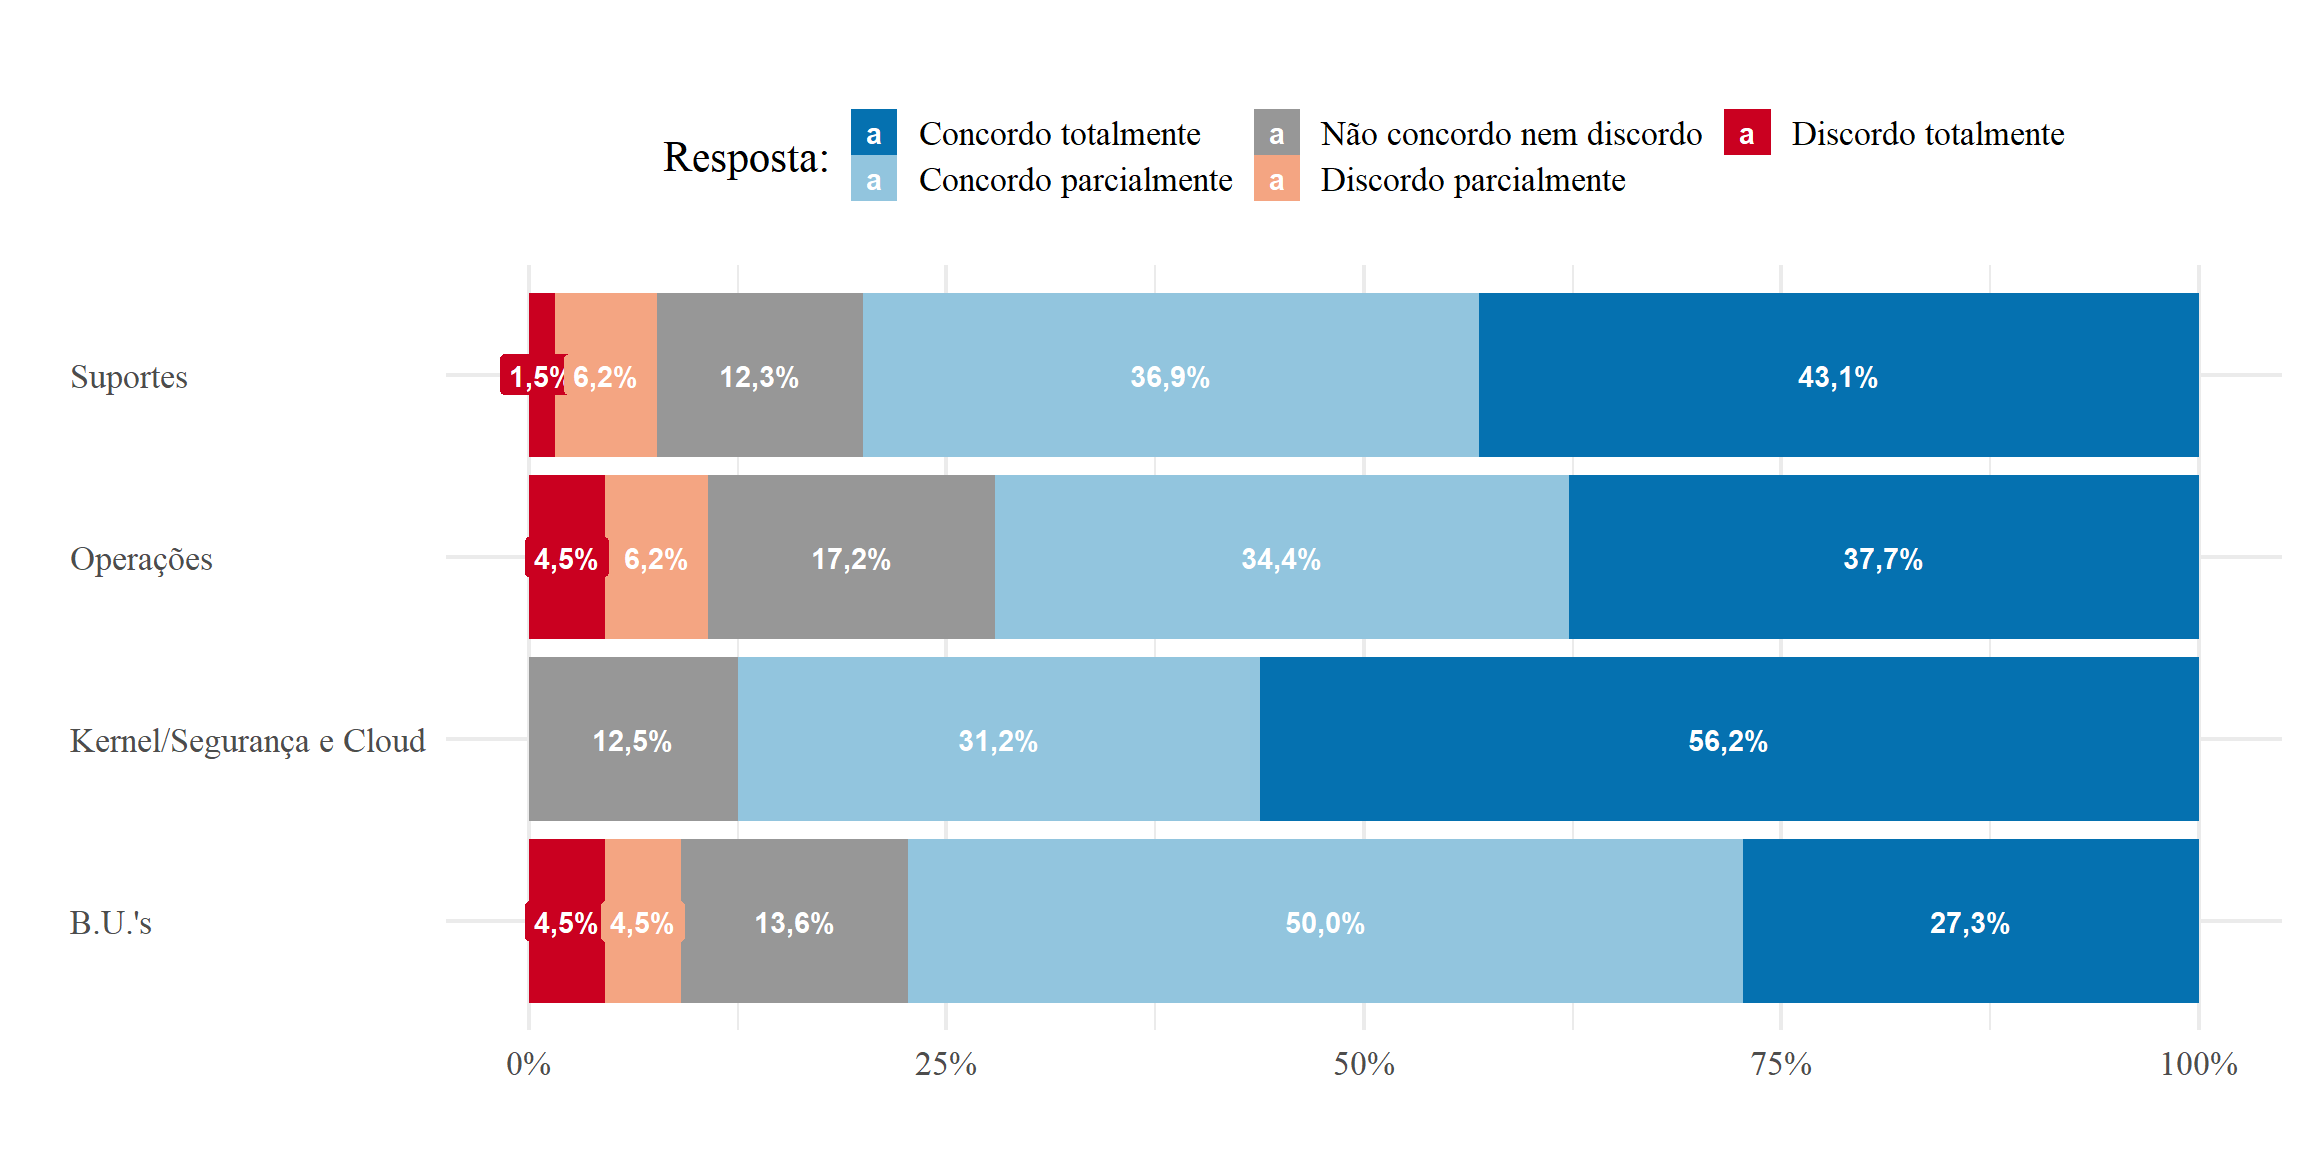 Resposta:
a Concordo totalmente a Não concordo nem discordo a Discordo totalmente
a Concordo parcialmente a Discordo parcialmente
Suportes 1,5% 6,2% 12,3% 36,9% 43,1%
Operações 4,5% 6,2% 17,2% 34,4% 37,7%
Kernel/Segurança e Cloud 12,5% 31,2% 56,2%
B.U.'s 4,5% 4,5% 13,6% 50,0% 27,3%
0% 25% 50% 75% 100%